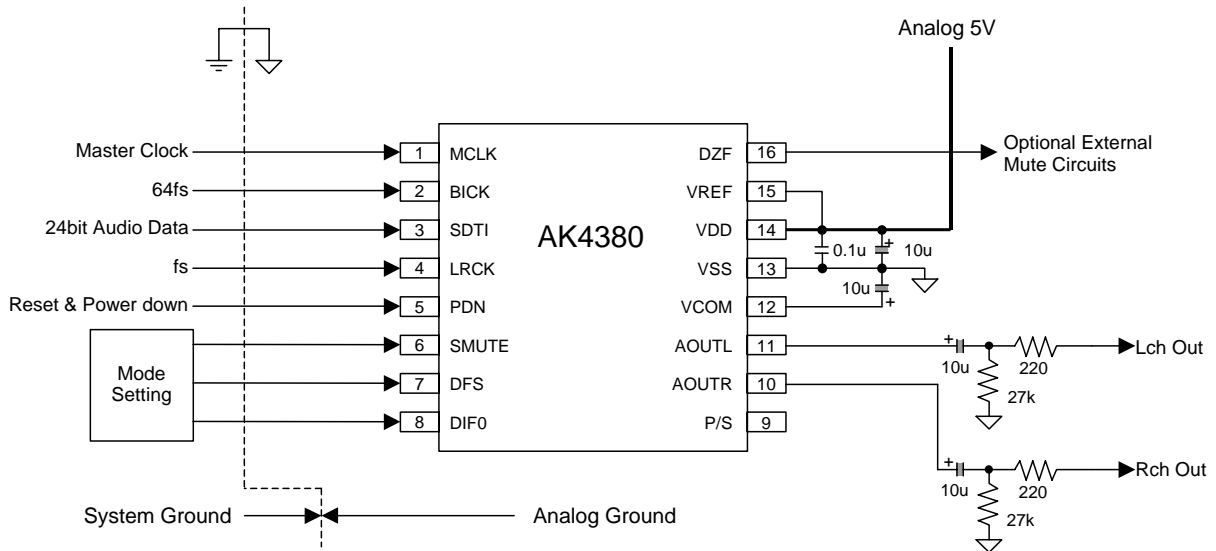 Analog 5V
Master Clock
64fs
24bit Audio Data
fs
Reset & Power down
Mode
Setting
1 MCLK
2 BICK
3 SDTI
4 LRCK
5 PDN
6 SMUTE
7 DFS
8 DIF0
AK4380
DZF 16
VREF 15
VDD 14
VSS 13
VCOM 12
AOUTL 11
AOUTR 10
P/S 9
Optional External
Mute Circuits
0.1u
+
10u
10u
+
+
10u
220
27k
Lch Out
+
10u
220
27k
Rch Out
System Ground
Analog Ground